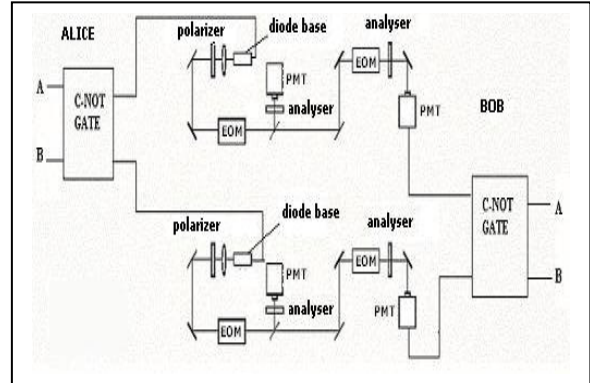 ALICE
polarizer
diode base
analyser
EOM
PMT
analyser
PMT
BOB
A
C-NOT
GATE
B
EOM
polarizer
diode base
analyser
EOM
PMT
analyser
PMT
C-NOT
GATE
A
B
EOM